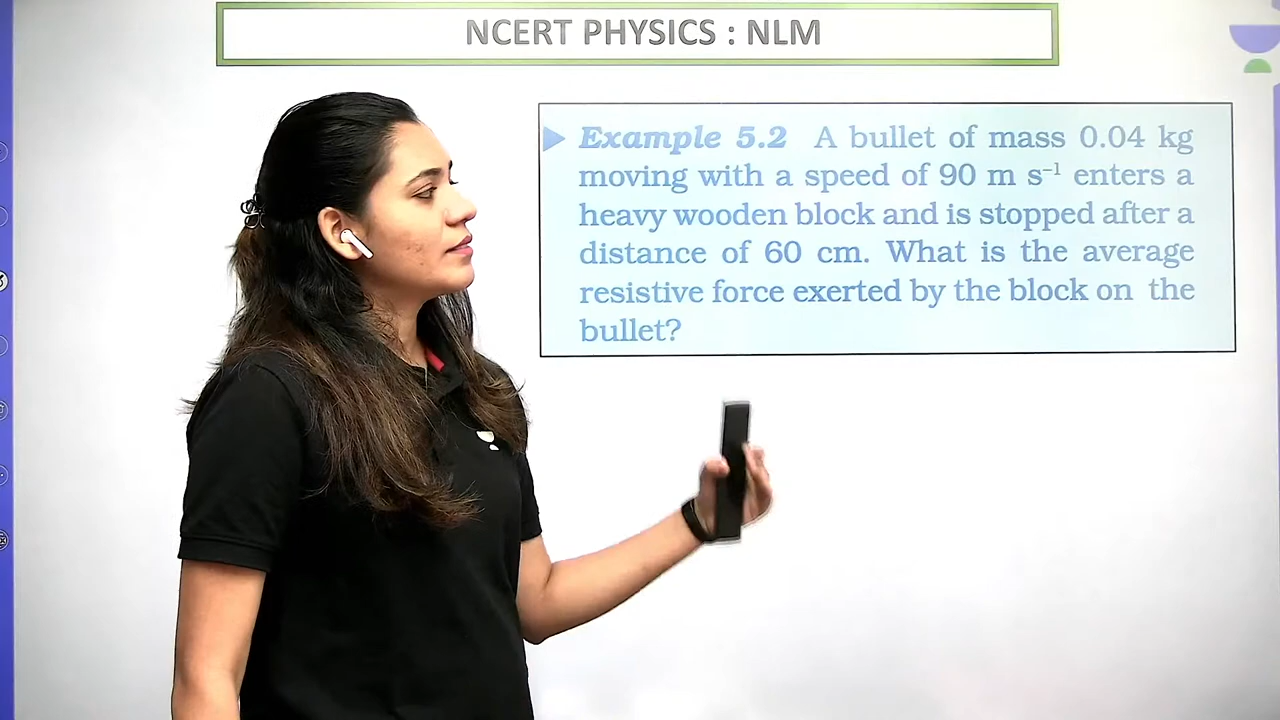 NCERT PHYSICS : NLM
Example 5.2 A bullet of mass 0.04 kg
moving with a speed of 90 m s⁻¹ enters a
heavy wooden block and is stopped after a
distance of 60 cm. What is the average
resistive force exerted by the block on the
bullet?